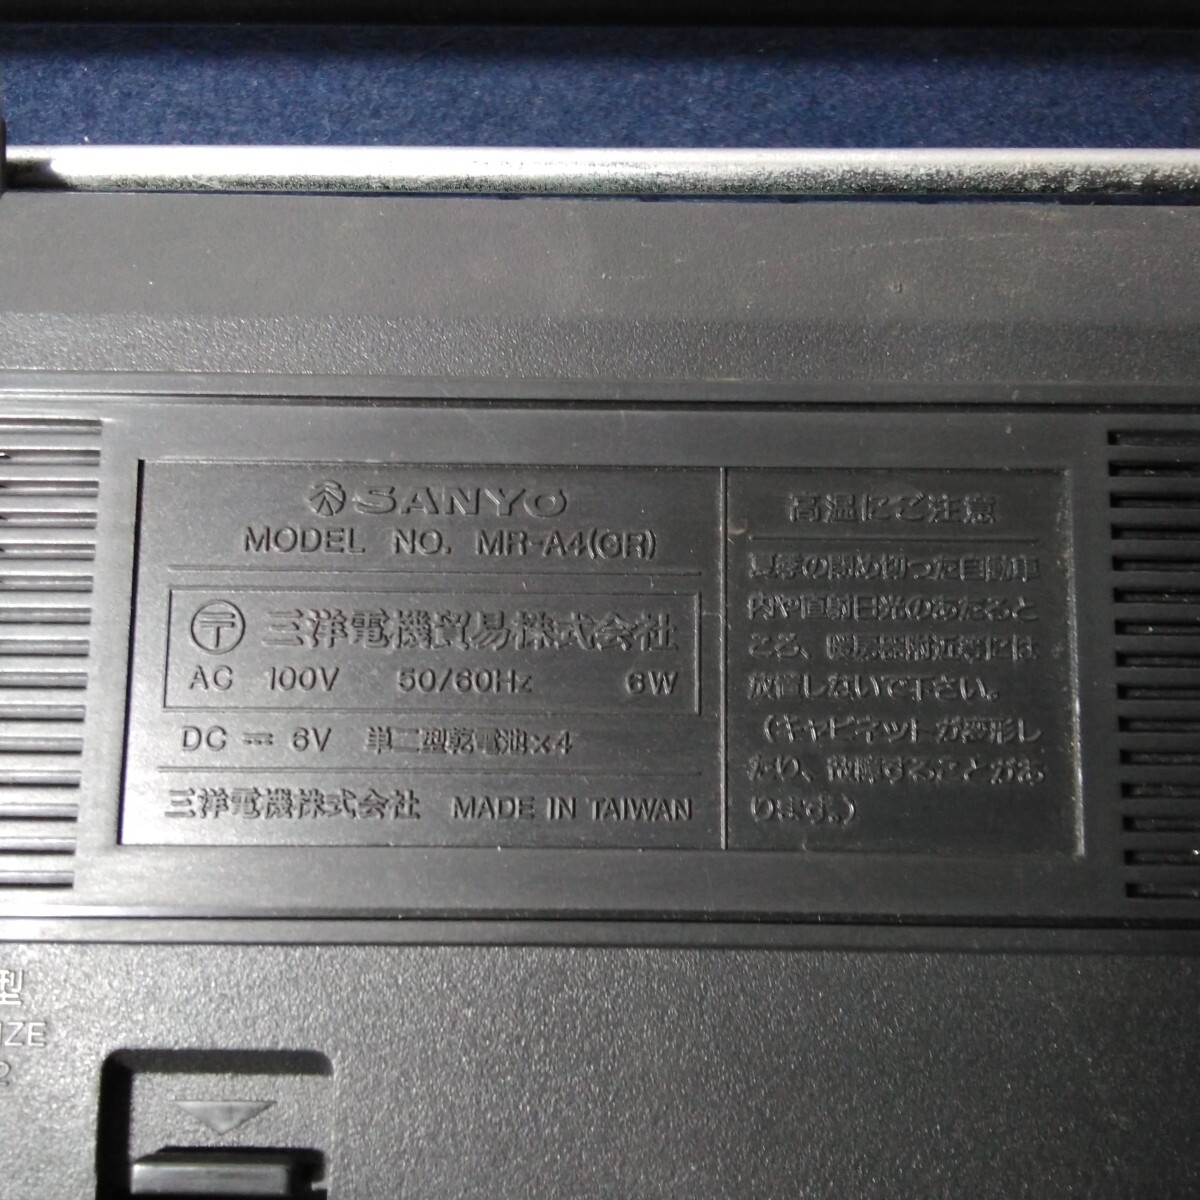 SANYO
MODEL NO. MR-A4(GR)
〒 三洋電機貿易株式会社
AC 100V 50/60Hz 6W
DC ⎓ 6V 単二型乾電池×4
三洋電機株式会社 MADE IN TAIWAN
高温にご注意
夏季の閉め切った自動車
内や直射日光のあたると
ころ、暖房器附近等には
放置しないで下さい。
(キャビネットが変形し
たり、故障することがあ
ります。)
型
IZE
2